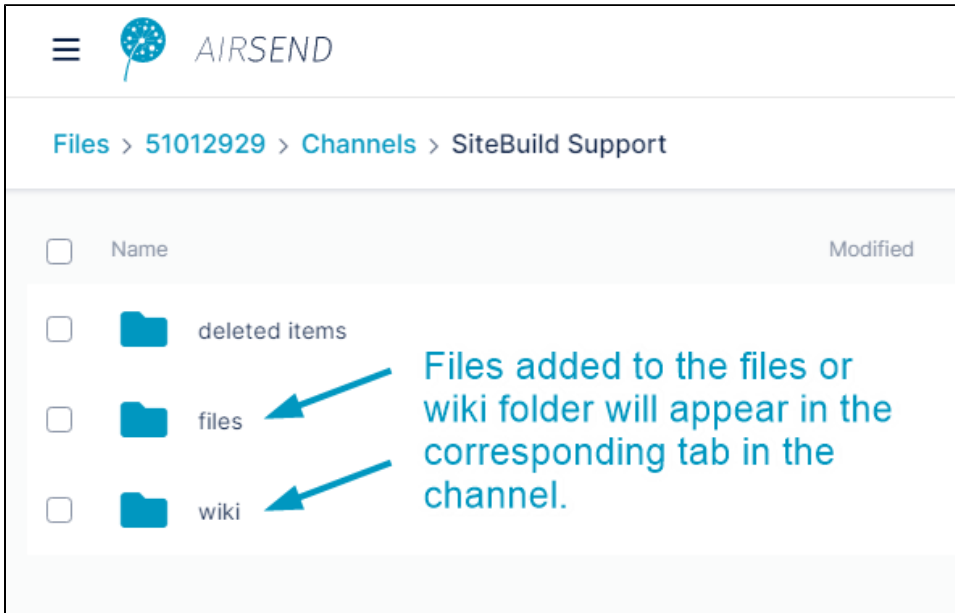 AIRSEND
Files > 51012929 > Channels > SiteBuild Support
Name Modified
deleted items
files
wiki
Files added to the files or
wiki folder will appear in the
corresponding tab in the
channel.